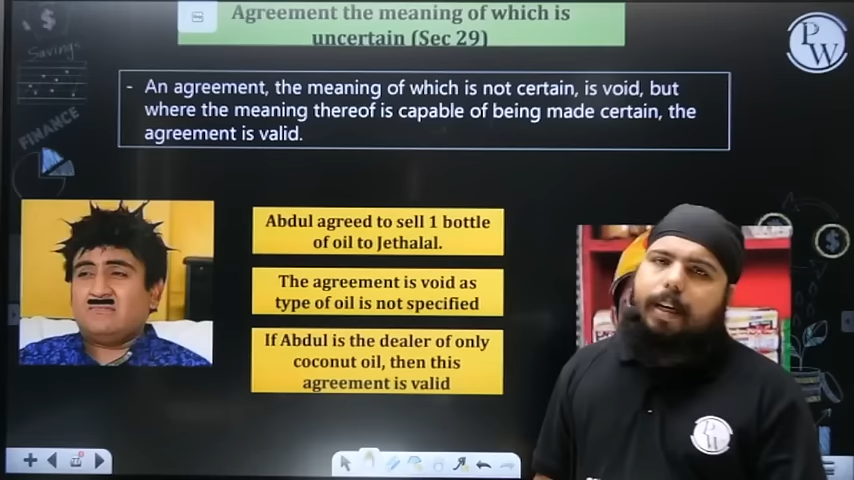 Agreement the meaning of which is
uncertain (Sec 29)
Savings
FINANCE
- An agreement, the meaning of which is not certain, is void, but
where the meaning thereof is capable of being made certain, the
agreement is valid.
Abdul agreed to sell 1 bottle
of oil to Jethalal.
The agreement is void as
type of oil is not specified
If Abdul is the dealer of only
coconut oil, then this
agreement is valid
P
W
PW